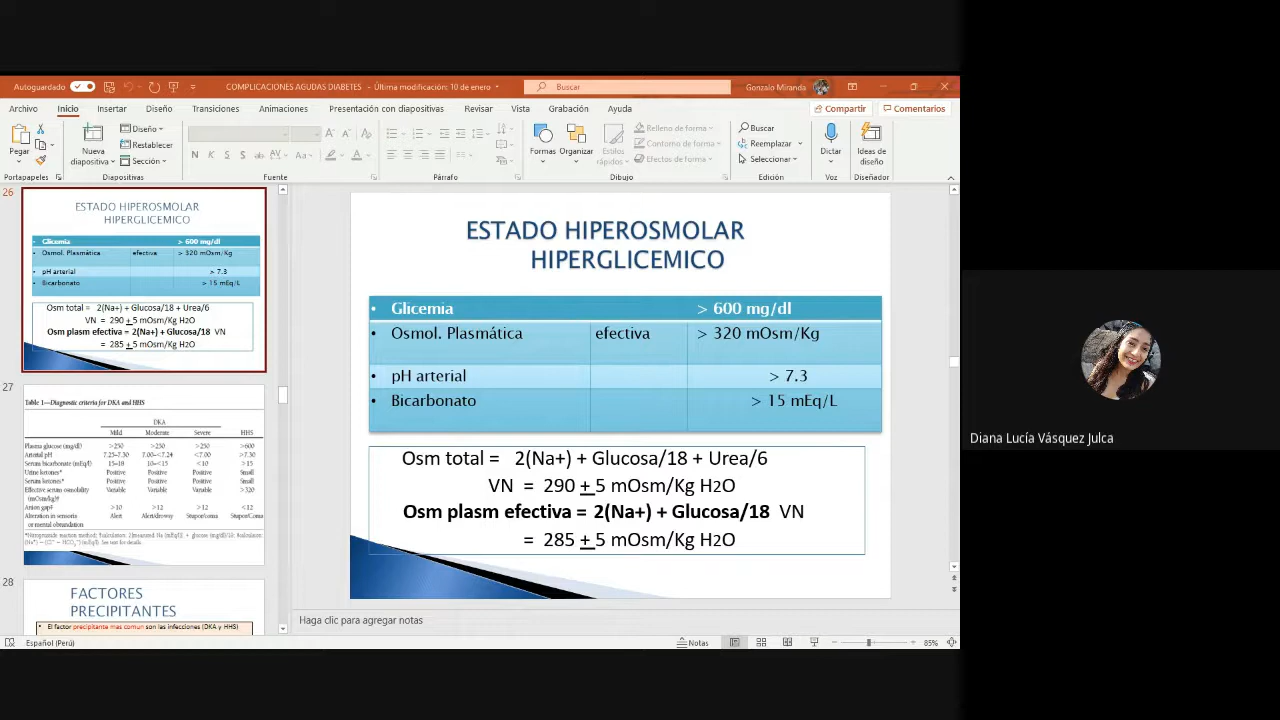 Autoguardado
COMPLICACIONES AGUDAS DIABETES - Última modificación: 10 de enero
Buscar
Gonzalo Miranda
Archivo Inicio Insertar Diseño Transiciones Animaciones Presentación con diapositivas Revisar Vista Grabación Ayuda Compartir Comentarios
Pegar
Nueva diapositiva
Diseño
Restablecer
Sección
Formas
Organizar
Estilos rápidos
Relleno de forma
Contorno de forma
Efectos de forma
Buscar
Reemplazar
Seleccionar
Dictar
Ideas de diseño
Portapapeles Diapositivas Fuente Párrafo Dibujo Edición Voz Diseñador
26
ESTADO HIPEROSMOLAR
HIPERGLICEMICO
• Glicemia > 600 mg/dl
• Osmol. Plasmática efectiva > 320 mOsm/Kg
• pH arterial > 7.3
• Bicarbonato > 15 mEq/L
Osm total = 2(Na+) + Glucosa/18 + Urea/6
VN = 290 + 5 mOsm/Kg H2O
Osm plasm efectiva = 2(Na+) + Glucosa/18 VN
= 285 + 5 mOsm/Kg H2O
27
Table 1—Diagnostic criteria for DKA and HHS
DKA
Mild Moderate Severe HHS
Plasma glucose (mg/dl) >250 >250 >250 >600
Arterial pH 7.25–7.30 7.00–<7.24 <7.00 >7.30
Serum bicarbonate (mEq/l) 15–18 10–<15 <10 >15
Urine ketones* Positive Positive Positive Small
Serum ketones* Positive Positive Positive Small
Effective serum osmolality Variable Variable Variable >320
(mOsm/kg)†
Anion gap‡ >10 >12 >12 <12
Alteration in sensoria Alert Alert/drowsy Stupor/coma Stupor/Coma
or mental obtundation
28
FACTORES
PRECIPITANTES
• El factor precipitante mas comun son las infecciones (DKA y HHS)
ESTADO HIPEROSMOLAR
HIPERGLICEMICO
• Glicemia > 600 mg/dl
• Osmol. Plasmática efectiva > 320 mOsm/Kg
• pH arterial > 7.3
• Bicarbonato > 15 mEq/L
Osm total = 2(Na+) + Glucosa/18 + Urea/6
VN = 290 + 5 mOsm/Kg H2O
Osm plasm efectiva = 2(Na+) + Glucosa/18 VN
= 285 + 5 mOsm/Kg H2O
Haga clic para agregar notas
Español (Perú)
Notas
85%
Diana Lucía Vásquez Julca